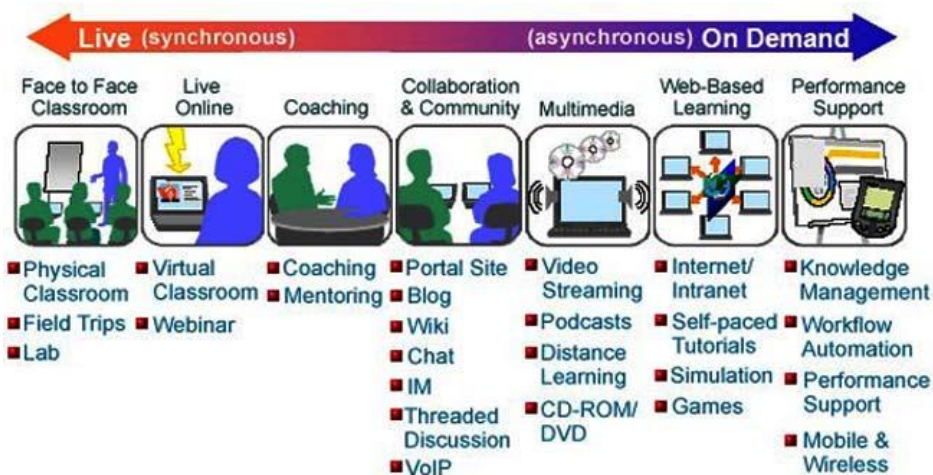 Live (synchronous) (asynchronous) On Demand
Face to Face
Classroom
Live
Online
Coaching
Collaboration
& Community
Multimedia
Web-Based
Learning
Performance
Support
Physical
Classroom
Field Trips
Lab
Virtual
Classroom
Webinar
Coaching
Mentoring
Portal Site
Blog
Wiki
Chat
IM
Threaded
Discussion
VoIP
Video
Streaming
Podcasts
Distance
Learning
CD-ROM/
DVD
Internet/
Intranet
Self-paced
Tutorials
Simulation
Games
Knowledge
Management
Workflow
Automation
Performance
Support
Mobile &
Wireless